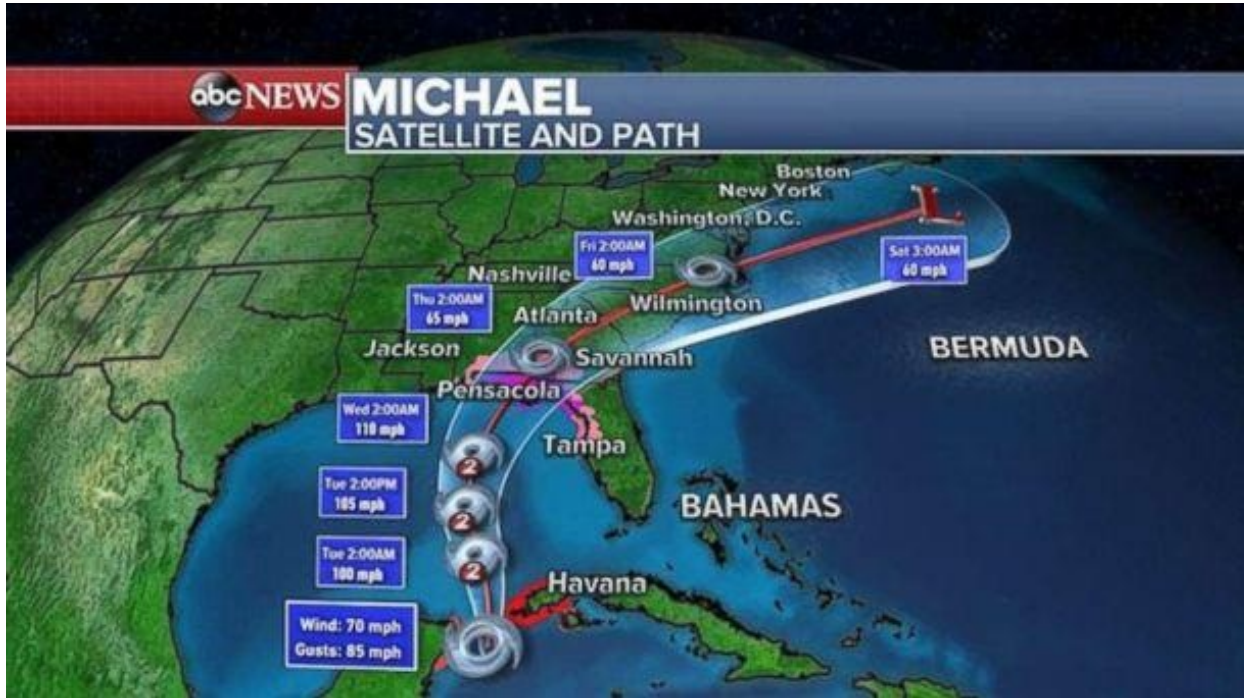 abc NEWS
MICHAEL
SATELLITE AND PATH
Boston
New York
Washington, D.C.
Fri 2:00AM
60 mph
Sat 3:00AM
60 mph
Nashville
Thu 2:00AM
65 mph
Atlanta
Wilmington
Jackson
Savannah
BERMUDA
Pensacola
Wed 2:00AM
110 mph
Tampa
2
Tue 2:00PM
105 mph
2
BAHAMAS
Tue 2:00AM
100 mph
2
Havana
Wind: 70 mph
Gusts: 85 mph